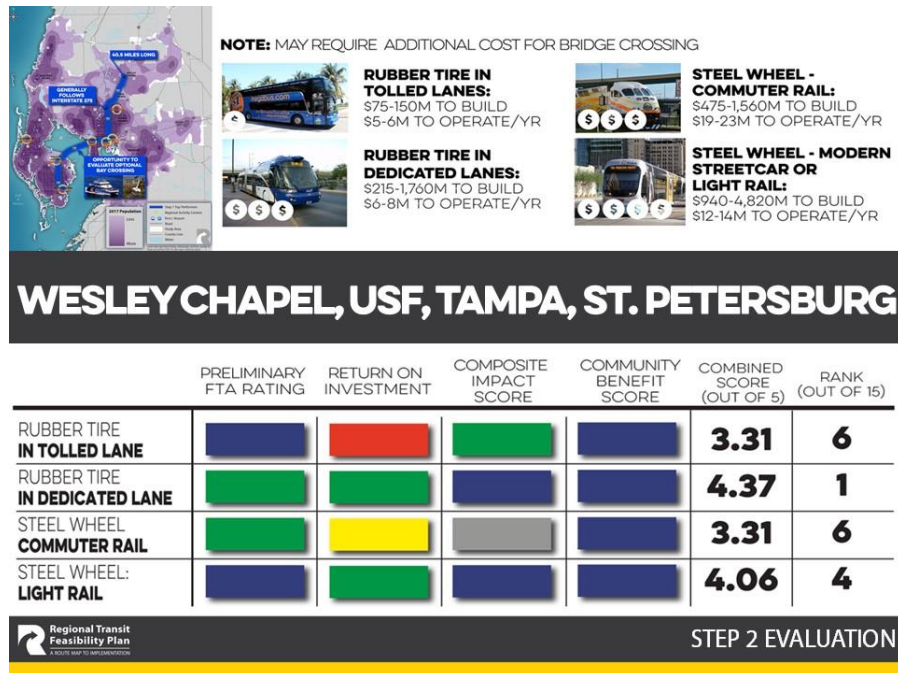 40.5 MILES LONG
GENERALLY
FOLLOWS
INTERSTATE 275
OPPORTUNITY TO
EVALUATE OPTIONAL
BAY CROSSING
2017 Population
NOTE: MAY REQUIRE ADDITIONAL COST FOR BRIDGE CROSSING
RUBBER TIRE IN
TOLLED LANES:
$75-150M TO BUILD
$5-6M TO OPERATE/YR
$
RUBBER TIRE IN
DEDICATED LANES:
$215-1,760M TO BUILD
$6-8M TO OPERATE/YR
$ $ $
STEEL WHEEL -
COMMUTER RAIL:
$475-1,560M TO BUILD
$19-23M TO OPERATE/YR
$ $ $
STEEL WHEEL - MODERN
STREETCAR OR
LIGHT RAIL:
$940-4,820M TO BUILD
$12-14M TO OPERATE/YR
$ $ $ $
WESLEY CHAPEL, USF, TAMPA, ST. PETERSBURG
PRELIMINARY
FTA RATING
RETURN ON
INVESTMENT
COMPOSITE
IMPACT
SCORE
COMMUNITY
BENEFIT
SCORE
COMBINED
SCORE
(OUT OF 5)
RANK
(OUT OF 15)
RUBBER TIRE
IN TOLLED LANE
3.31 6
RUBBER TIRE
IN DEDICATED LANE
4.37 1
STEEL WHEEL
COMMUTER RAIL
3.31 6
STEEL WHEEL:
LIGHT RAIL
4.06 4
Regional Transit
Feasibility Plan
A ROUTE MAP TO IMPLEMENTATION
STEP 2 EVALUATION